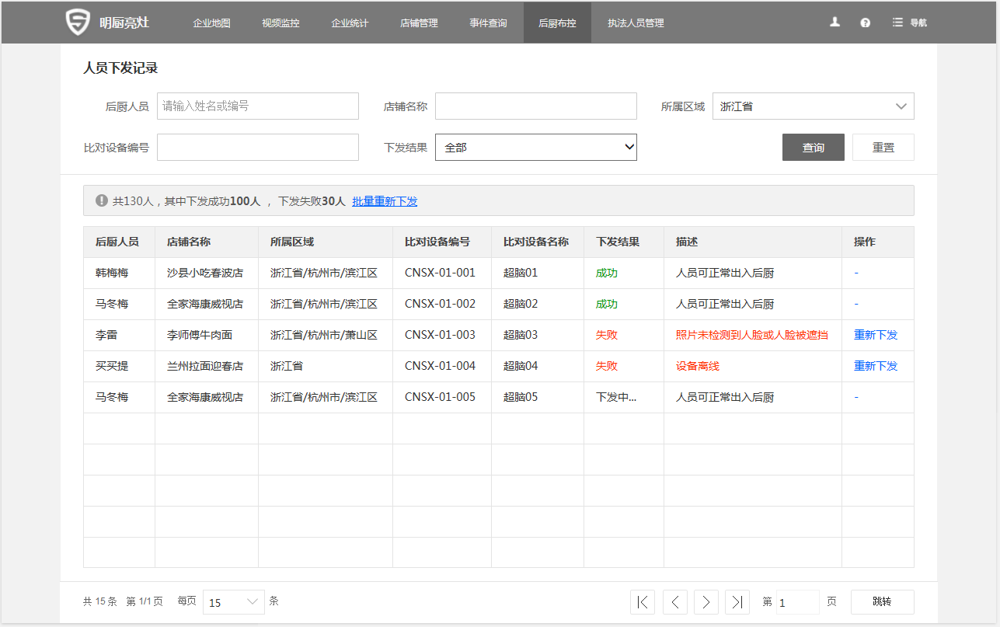 明厨亮灶 企业地图 视频监控 企业统计 店铺管理 事件查询 后厨布控 执法人员管理 导航
人员下发记录
后厨人员 请输入姓名或编号 店铺名称 所属区域 浙江省
比对设备编号 下发结果 全部 查询 重置
共130人，其中下发成功100人 ， 下发失败30人 批量重新下发
后厨人员 店铺名称 所属区域 比对设备编号 比对设备名称 下发结果 描述 操作
韩梅梅 沙县小吃春波店 浙江省/杭州市/滨江区 CNSX-01-001 超脑01 成功 人员可正常出入后厨 -
马冬梅 全家海康威视店 浙江省/杭州市/滨江区 CNSX-01-002 超脑02 成功 人员可正常出入后厨 -
李雷 李师傅牛肉面 浙江省/杭州市/萧山区 CNSX-01-003 超脑03 失败 照片未检测到人脸或人脸被遮挡 重新下发
买买提 兰州拉面迎春店 浙江省 CNSX-01-004 超脑04 失败 设备离线 重新下发
马冬梅 全家海康威视店 浙江省/杭州市/滨江区 CNSX-01-005 超脑05 下发中... 人员可正常出入后厨 -
共 15 条 第 1/1 页 每页 15 条 第 1 页 跳转